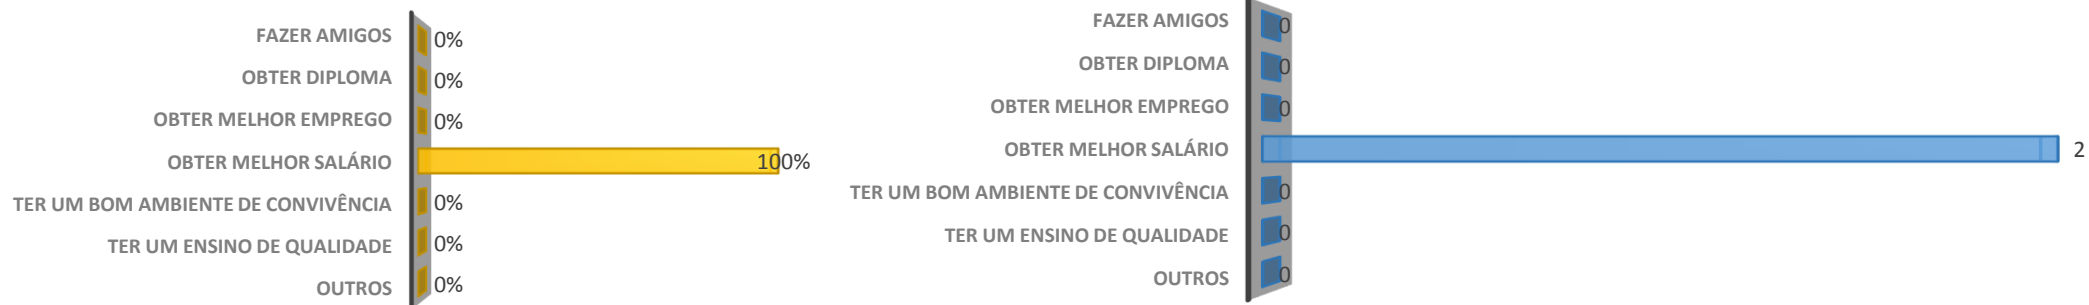 FAZER AMIGOS 0%
OBTER DIPLOMA 0%
OBTER MELHOR EMPREGO 0%
OBTER MELHOR SALÁRIO 100%
TER UM BOM AMBIENTE DE CONVIVÊNCIA 0%
TER UM ENSINO DE QUALIDADE 0%
OUTROS 0%
FAZER AMIGOS 0
OBTER DIPLOMA 0
OBTER MELHOR EMPREGO 0
OBTER MELHOR SALÁRIO 2
TER UM BOM AMBIENTE DE CONVIVÊNCIA 0
TER UM ENSINO DE QUALIDADE 0
OUTROS 0